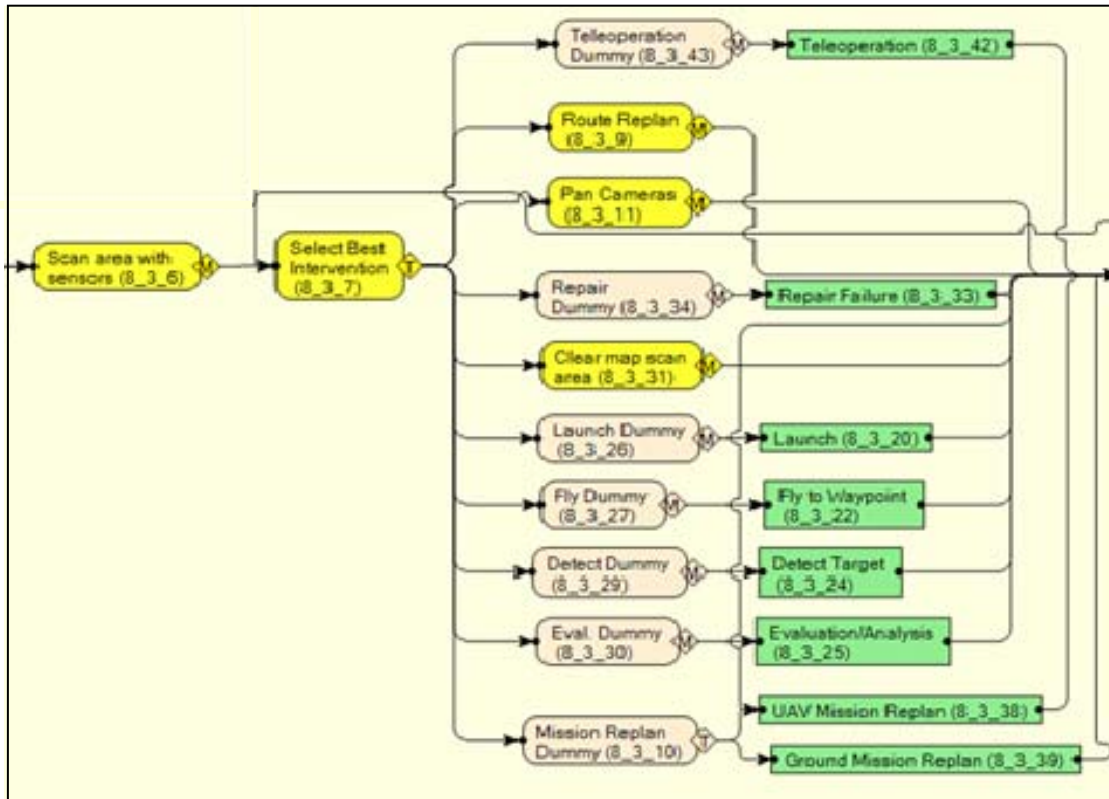 Telleoperation
Dummy (8_3_43)
M
Teleoperation (8_3_42)
Route Replan
(8_3_9)
M
Pan Cameras
(8_3_11)
M
Scan area with
sensors (8_3_6)
M
Select Best
Intervention
(8_3_7)
T
Repair
Dummy (8_3_34)
M
Repair Failure (8_3_33)
Clear map scan
area (8_3_31)
M
Launch Dummy
(8_3_26)
M
Launch (8_3_20)
Fly Dummy
(8_3_27)
M
Fly to Waypoint
(8_3_22)
Detect Dummy
(8_3_29)
M
Detect Target
(8_3_24)
Eval. Dummy
(8_3_30)
M
Evaluation/Analysis
(8_3_25)
UAV Mission Replan (8_3_38)
Mission Replan
Dummy (8_3_10)
T
Ground Mission Replan (8_3_39)